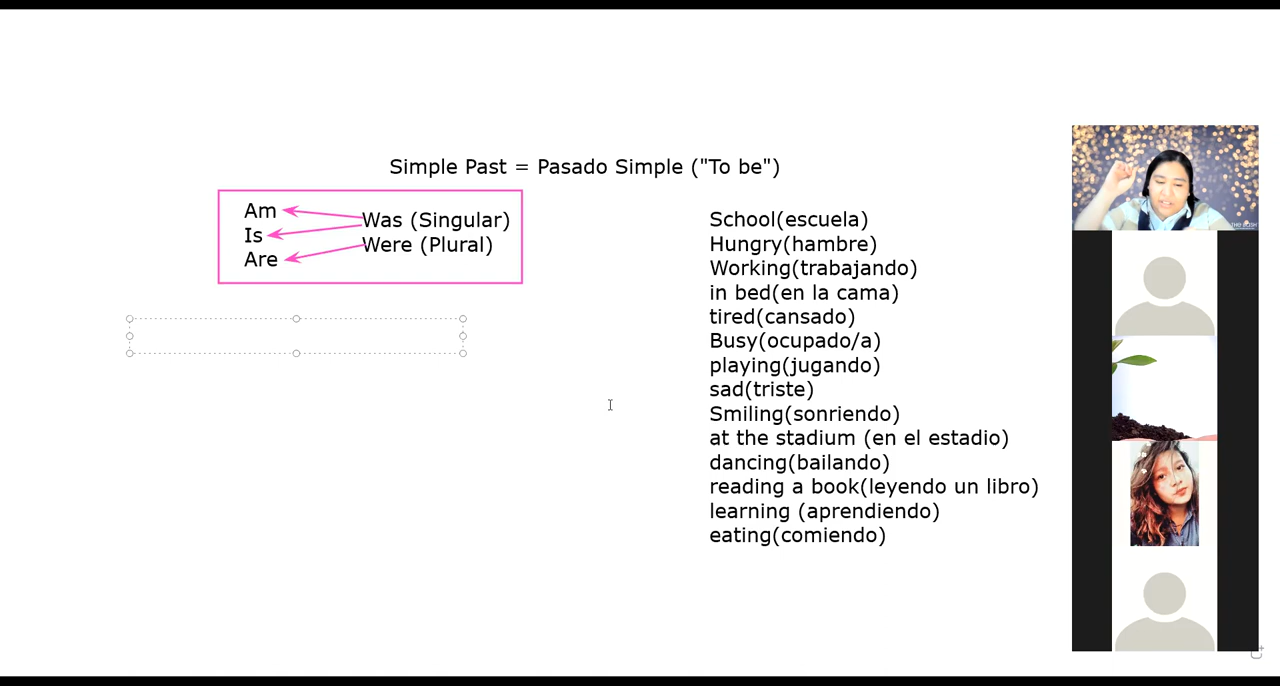 Simple Past = Pasado Simple ("To be")
Am
Is
Are
Was (Singular)
Were (Plural)
School(escuela)
Hungry(hambre)
Working(trabajando)
in bed(en la cama)
tired(cansado)
Busy(ocupado/a)
playing(jugando)
sad(triste)
Smiling(sonriendo)
at the stadium (en el estadio)
dancing(bailando)
reading a book(leyendo un libro)
learning (aprendiendo)
eating(comiendo)